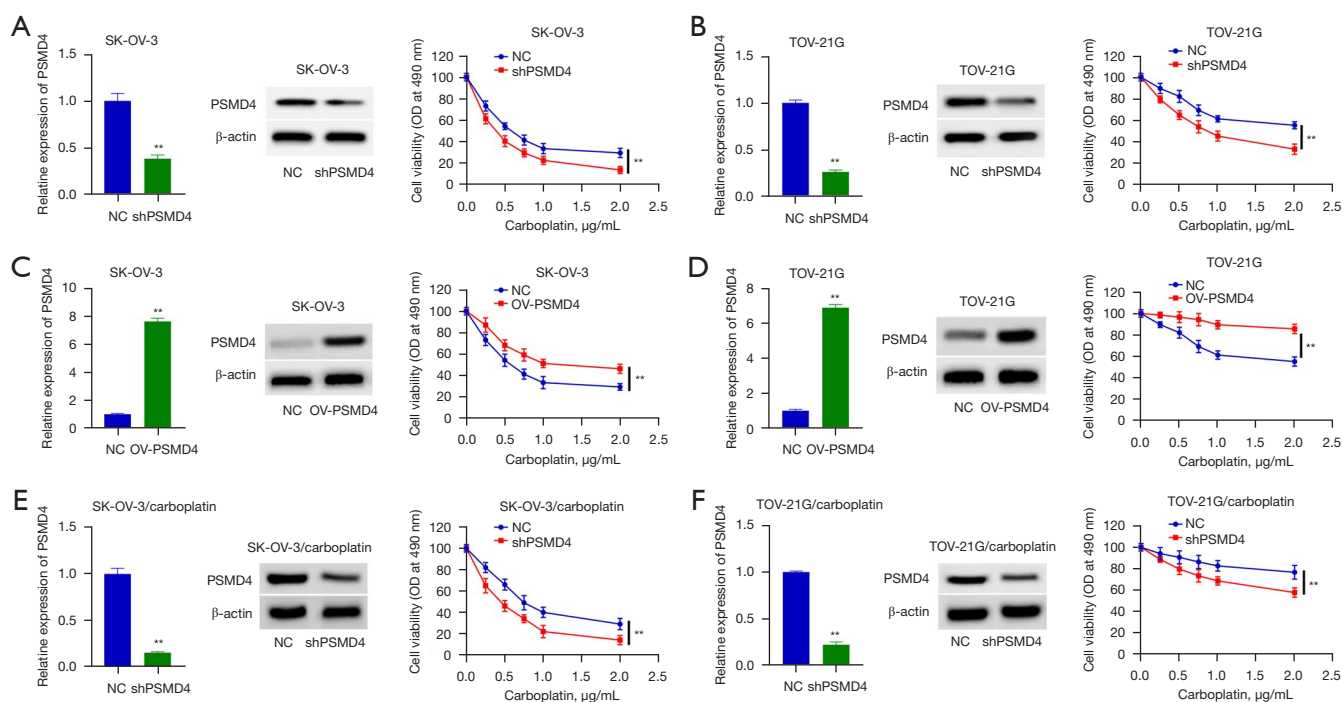 A
SK-OV-3
Relatine expression of PSMD4
1.5
1.0
0.5
0.0
**
NC shPSMD4
SK-OV-3
PSMD4
β-actin
NC shPSMD4
SK-OV-3
NC
shPSMD4
Cell viability (OD at 490 nm)
120
100
80
60
40
20
0
**
0.0 0.5 1.0 1.5 2.0 2.5
Carboplatin, μg/mL
B
TOV-21G
Relatine expression of PSMD4
1.5
1.0
0.5
0.0
**
NC shPSMD4
TOV-21G
PSMD4
β-actin
NC shPSMD4
TOV-21G
NC
shPSMD4
Cell viability (OD at 490 nm)
120
100
80
60
40
20
0
**
0.0 0.5 1.0 1.5 2.0 2.5
Carboplatin, μg/mL
C
SK-OV-3
Relatine expression of PSMD4
10
8
6
4
2
0
**
NC OV-PSMD4
SK-OV-3
PSMD4
β-actin
NC OV-PSMD4
SK-OV-3
NC
OV-PSMD4
Cell viability (OD at 490 nm)
120
100
80
60
40
20
0
**
0.0 0.5 1.0 1.5 2.0 2.5
Carboplatin, μg/mL
D
TOV-21G
Relatine expression of PSMD4
8
6
4
2
0
**
NC OV-PSMD4
TOV-21G
PSMD4
β-actin
NC OV-PSMD4
TOV-21G
NC
OV-PSMD4
Cell viability (OD at 490 nm)
120
100
80
60
40
20
0
**
0.0 0.5 1.0 1.5 2.0 2.5
Carboplatin, μg/mL
E
SK-OV-3/carboplatin
Relatine expression of PSMD4
1.5
1.0
0.5
0.0
**
NC shPSMD4
SK-OV-3/carboplatin
PSMD4
β-actin
NC shPSMD4
SK-OV-3/carboplatin
NC
shPSMD4
Cell viability (OD at 490 nm)
120
100
80
60
40
20
0
**
0.0 0.5 1.0 1.5 2.0 2.5
Carboplatin, μg/mL
F
TOV-21G/carboplatin
Relatine expression of PSMD4
1.5
1.0
0.5
0.0
**
NC shPSMD4
TOV-21G/carboplatin
PSMD4
β-actin
NC shPSMD4
TOV-21G/carboplatin
NC
shPSMD4
Cell viability (OD at 490 nm)
120
100
80
60
40
20
0
**
0.0 0.5 1.0 1.5 2.0 2.5
Carboplatin, μg/mL